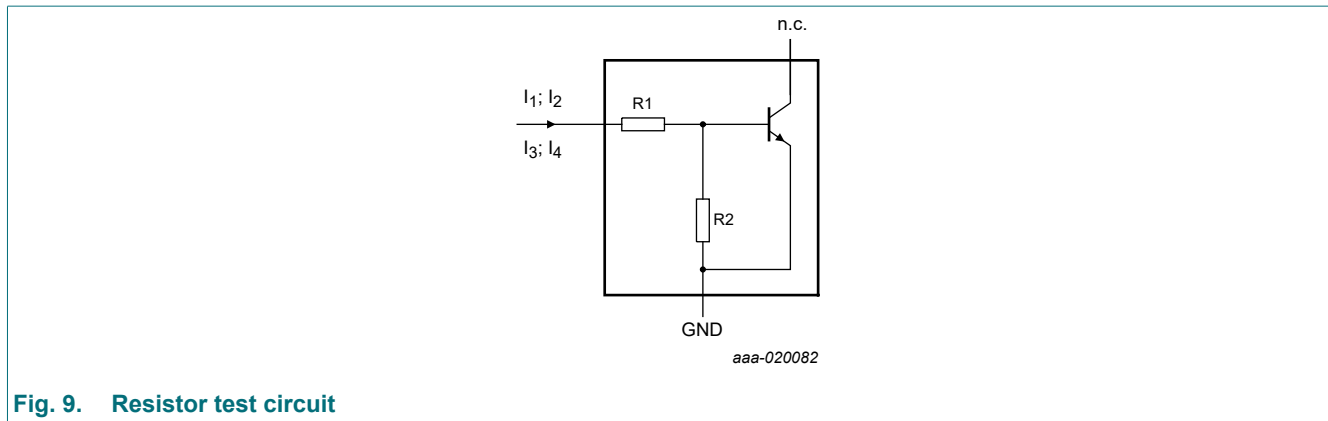 n.c.
I1; I2
R1
I3; I4
R2
GND
aaa-020082
Fig. 9. Resistor test circuit